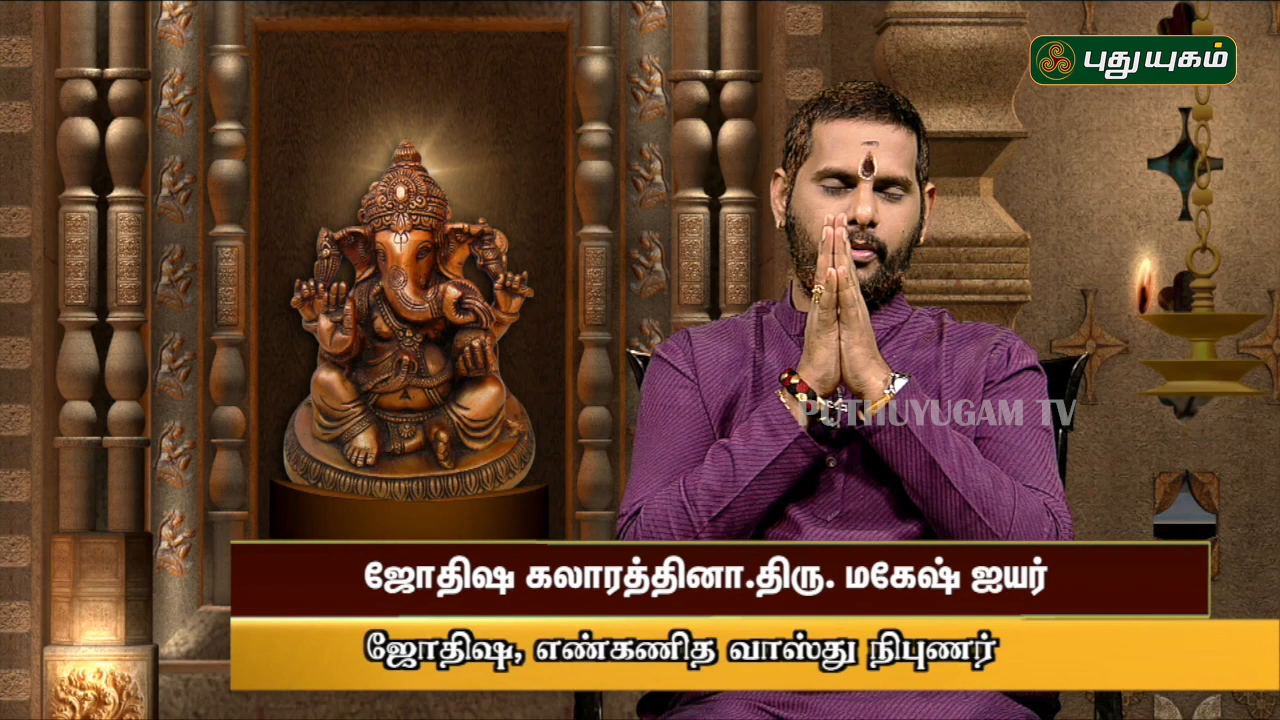 புதுயுகம்
PUTHUYUGAM TV
ஜோதிஷ கலாரத்தினா.திரு. மகேஷ் ஐயர்
ஜோதிஷ, எண்கணித வாஸ்து நிபுணர்